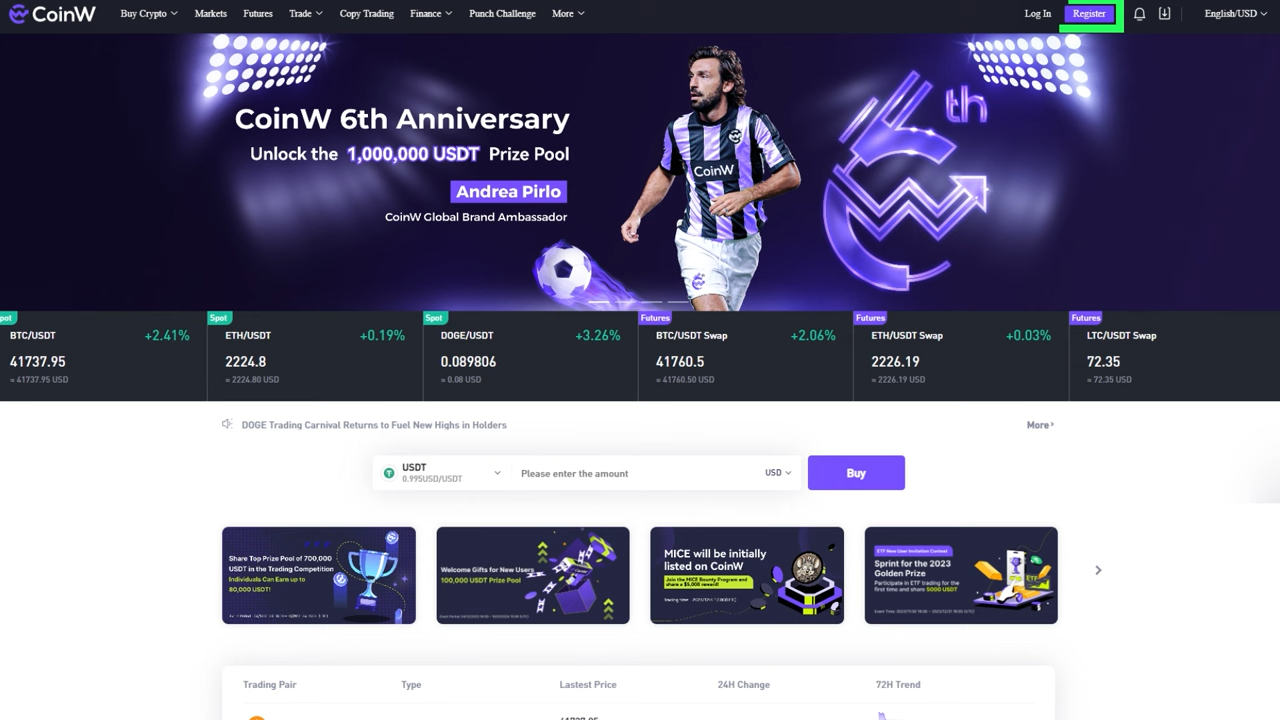 CoinW
Buy Crypto Markets Futures Trade Copy Trading Finance Punch Challenge More
Log In Register English/USD
CoinW 6th Anniversary
Unlock the 1,000,000 USDT Prize Pool
Andrea Pirlo
CoinW Global Brand Ambassador
CoinW
th
pot Spot Spot Futures Futures Futures
BTC/USDT +2.41% ETH/USDT +0.19% DOGE/USDT +3.26% BTC/USDT Swap +2.06% ETH/USDT Swap +0.03% LTC/USDT Swap
41737.95 2224.8 0.089806 41760.5 2226.19 72.35
≈ 41737.95 USD ≈ 2224.80 USD ≈ 0.08 USD ≈ 41760.50 USD ≈ 2226.19 USD ≈ 72.35 USD
DOGE Trading Carnival Returns to Fuel New Highs in Holders More
USDT
0.995USD/USDT
Please enter the amount USD Buy
Share Top Prize Pool of 700,000
USDT in the Trading Competition
Individuals Can Earn up to
80,000 USDT!
Welcome Gifts for New Users
100,000 USDT Prize Pool
MICE will be initially
listed on CoinW
Join the MICE Bounty Program and
share a $5,000 reward!
ETF New User Invitation Contest
Sprint for the 2023
Golden Prize
Participate in ETF trading for the
first time and share 5000 USDT
Trading Pair Type Lastest Price 24H Change 72H Trend